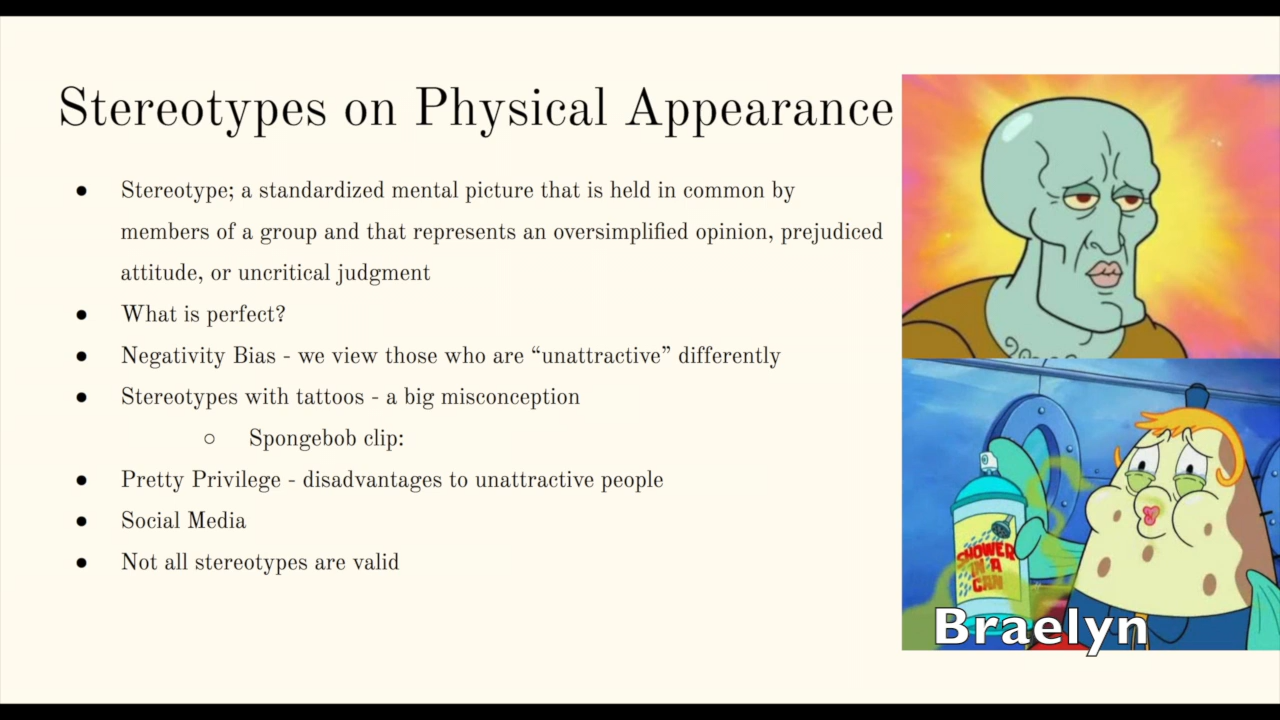 Stereotypes on Physical Appearance
● Stereotype; a standardized mental picture that is held in common by
members of a group and that represents an oversimplified opinion, prejudiced
attitude, or uncritical judgment
● What is perfect?
● Negativity Bias - we view those who are “unattractive” differently
● Stereotypes with tattoos - a big misconception
○ Spongebob clip:
● Pretty Privilege - disadvantages to unattractive people
● Social Media
● Not all stereotypes are valid
SHOWER
IN A
CAN
Braelyn